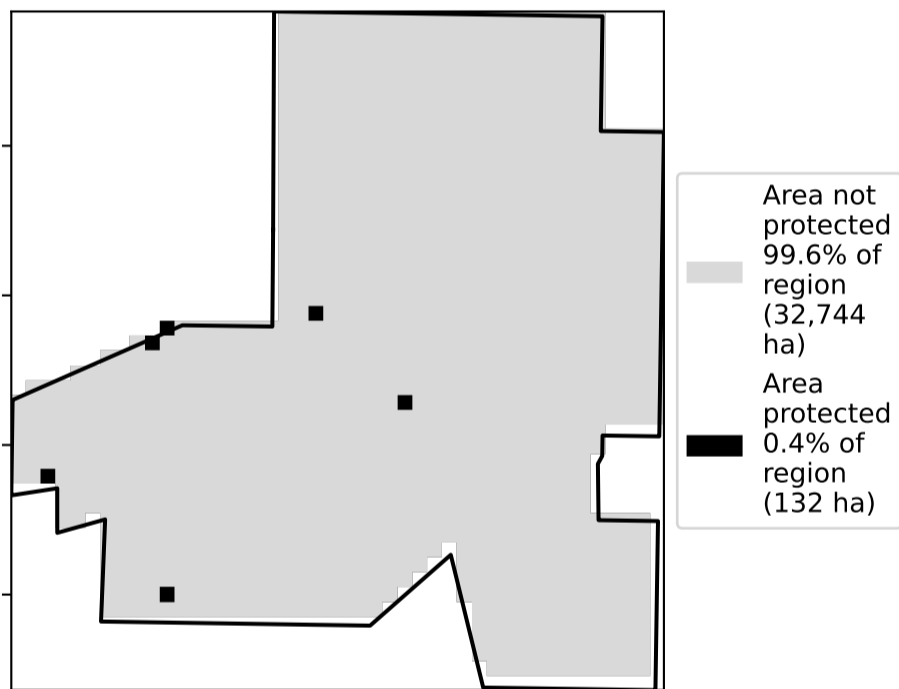 Area not
protected
99.6% of
region
(32,744
ha)
Area
protected
0.4% of
region
(132 ha)